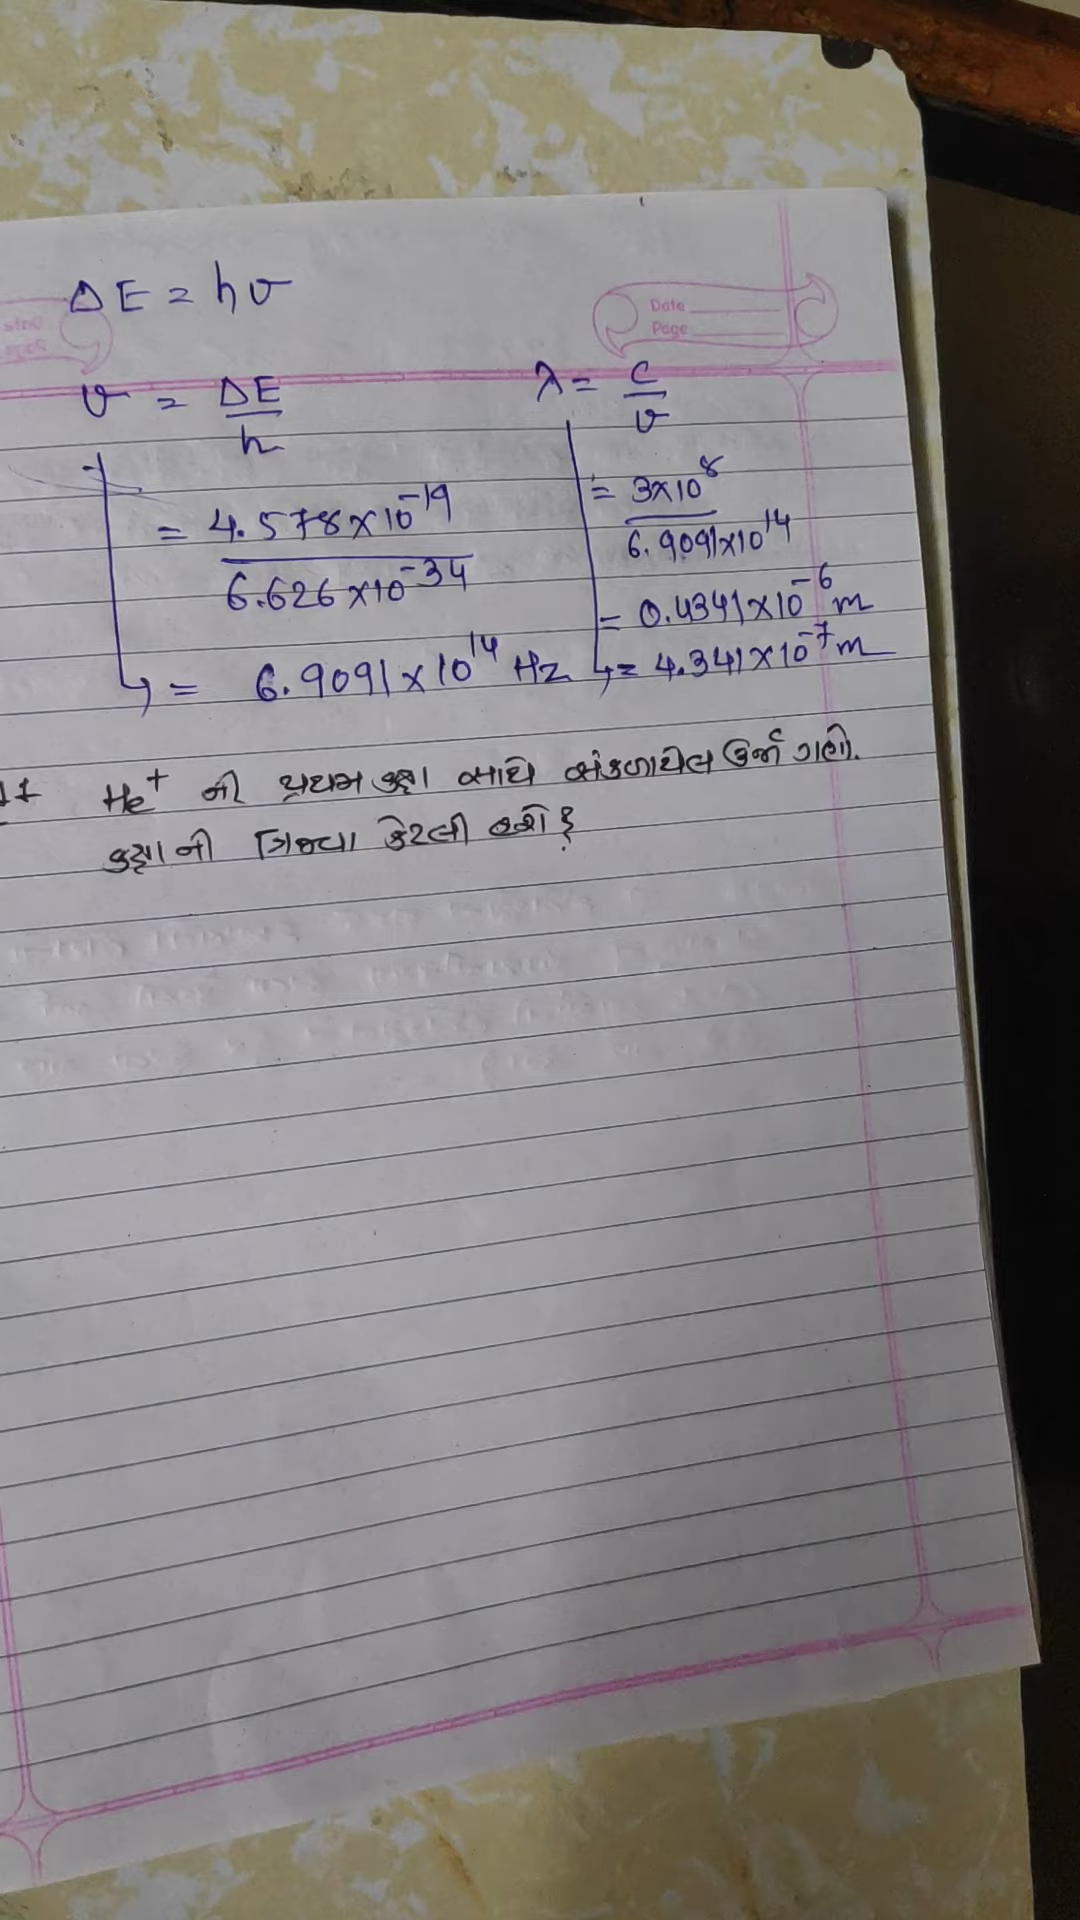 ΔE = hυ
Date
Page
υ = ΔE / h
= 4.578×10⁻¹⁹ / 6.626×10⁻³⁴
= 6.9091×10¹⁴ Hz
λ = c / υ
= 3×10⁸ / 6.9091×10¹⁴
= 0.4341×10⁻⁶ m
= 4.341×10⁻⁷ m
He⁺ ની પ્રથમ કક્ષા સાથે સંકળાયેલ ઉર્જા ગણો.
કક્ષા ની ત્રિજ્યા કેટલી હશે?